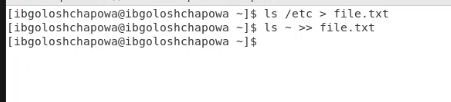 [ibgoloshchapowa@ibgoloshchapowa ~]$ ls /etc > file.txt
[ibgoloshchapowa@ibgoloshchapowa ~]$ ls ~ >> file.txt
[ibgoloshchapowa@ibgoloshchapowa ~]$